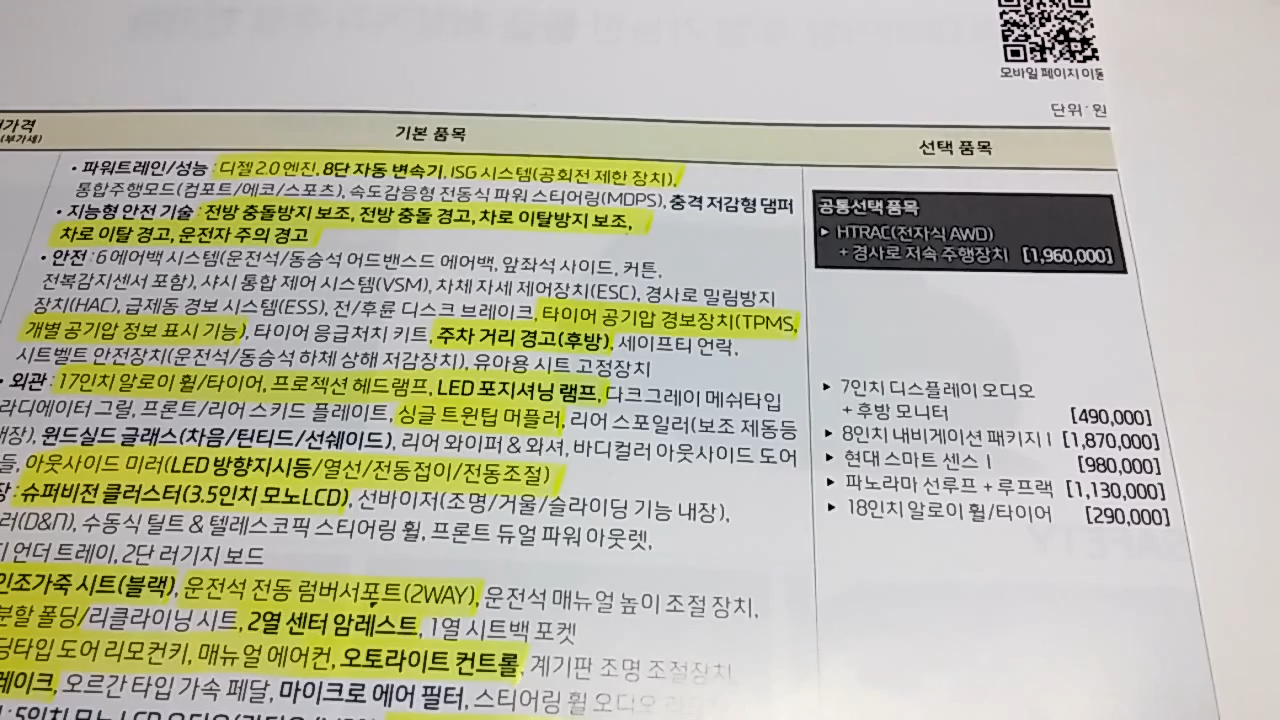 모바일 페이지 이동
단위 : 원
가격
(부가세)
기본 품목
선택 품목
• 파워트레인/성능 : 디젤 2.0 엔진, 8단 자동 변속기, ISG 시스템(공회전 제한 장치),
통합주행모드(컴포트/에코/스포츠), 속도감응형 전동식 파워 스티어링(MDPS), 충격 저감형 댐퍼
• 지능형 안전 기술 : 전방 충돌방지 보조, 전방 충돌 경고, 차로 이탈방지 보조,
차로 이탈 경고, 운전자 주의 경고
• 안전 : 6 에어백 시스템(운전석/동승석 어드밴스드 에어백, 앞좌석 사이드, 커튼,
전복감지센서 포함), 샤시 통합 제어 시스템(VSM), 차체 자세 제어장치(ESC), 경사로 밀림방지
장치(HAC), 급제동 경보 시스템(ESS), 전/후륜 디스크 브레이크, 타이어 공기압 경보장치(TPMS,
개별 공기압 정보 표시 기능), 타이어 응급처치 키트, 주차 거리 경고(후방), 세이프티 언락,
시트벨트 안전장치(운전석/동승석 하체 상해 저감장치), 유아용 시트 고정장치
• 외관 : 17인치 알로이 휠/타이어, 프로젝션 헤드램프, LED 포지셔닝 램프, 다크그레이 메쉬타입
라디에이터 그릴, 프론트/리어 스키드 플레이트, 싱글 트윈팁 머플러, 리어 스포일러(보조 제동등
내장), 윈드실드 글래스(차음/틴티드/선쉐이드), 리어 와이퍼 & 와셔, 바디컬러 아웃사이드 도어
들, 아웃사이드 미러(LED 방향지시등/열선/전동접이/전동조절)
장 : 슈퍼비전 클러스터(3.5인치 모노LCD), 선바이저(조명/거울/슬라이딩 기능 내장),
러(D&N), 수동식 틸트 & 텔레스코픽 스티어링 휠, 프론트 듀얼 파워 아웃렛,
언더 트레이, 2단 러기지 보드
인조가죽 시트(블랙), 운전석 전동 럼버서포트(2WAY), 운전석 매뉴얼 높이 조절 장치,
분할 폴딩/리클라이닝 시트, 2열 센터 암레스트, 1열 시트백 포켓
딩타입 도어 리모컨키, 매뉴얼 에어컨, 오토라이트 컨트롤, 계기판 조명 조절장치,
레이크, 오르간 타입 가속 페달, 마이크로 에어 필터, 스티어링 휠 오디오
: 5인치 모노 LCD 오디오
공통선택 품목
▶ HTRAC(전자식 AWD)
+ 경사로 저속 주행장치 [1,960,000]
▶ 7인치 디스플레이 오디오
+ 후방 모니터 [490,000]
▶ 8인치 내비게이션 패키지 I [1,870,000]
▶ 현대 스마트 센스 I [980,000]
▶ 파노라마 선루프 + 루프랙 [1,130,000]
▶ 18인치 알로이 휠/타이어 [290,000]